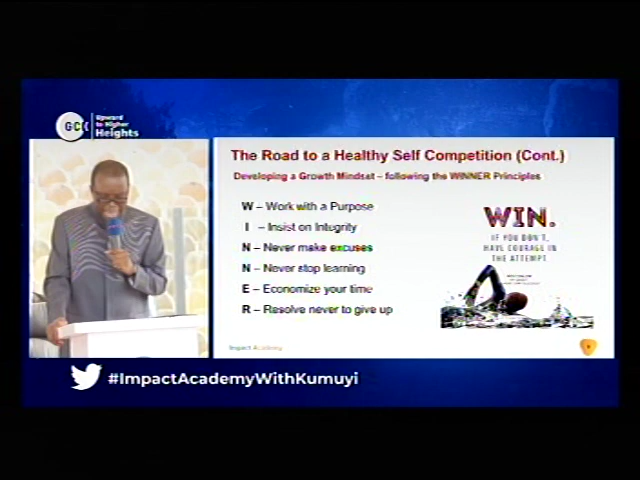 GCK
Upward
to Higher
Heights
The Road to a Healthy Self Competition (Cont.)
Developing a Growth Mindset – following the WINNER Principles
W – Work with a Purpose
I – Insist on Integrity
N – Never make excuses
N – Never stop learning
E – Economize your time
R – Resolve never to give up
WIN.
IF YOU DON'T,
HAVE COURAGE IN
THE ATTEMPT
Impact Academy
#ImpactAcademyWithKumuyi